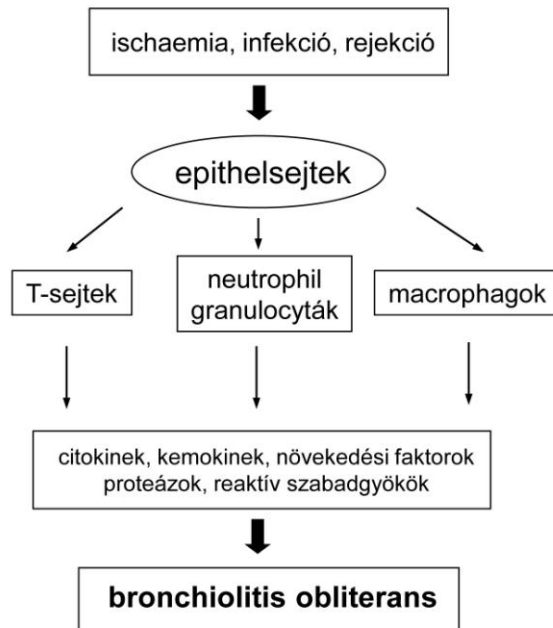 ischaemia, infekció, rejekció
epithelsejtek
T-sejtek
neutrophil
granulocyták
macrophagok
citokinek, kemokinek, növekedési faktorok
proteázok, reaktív szabadgyökök
bronchiolitis obliterans